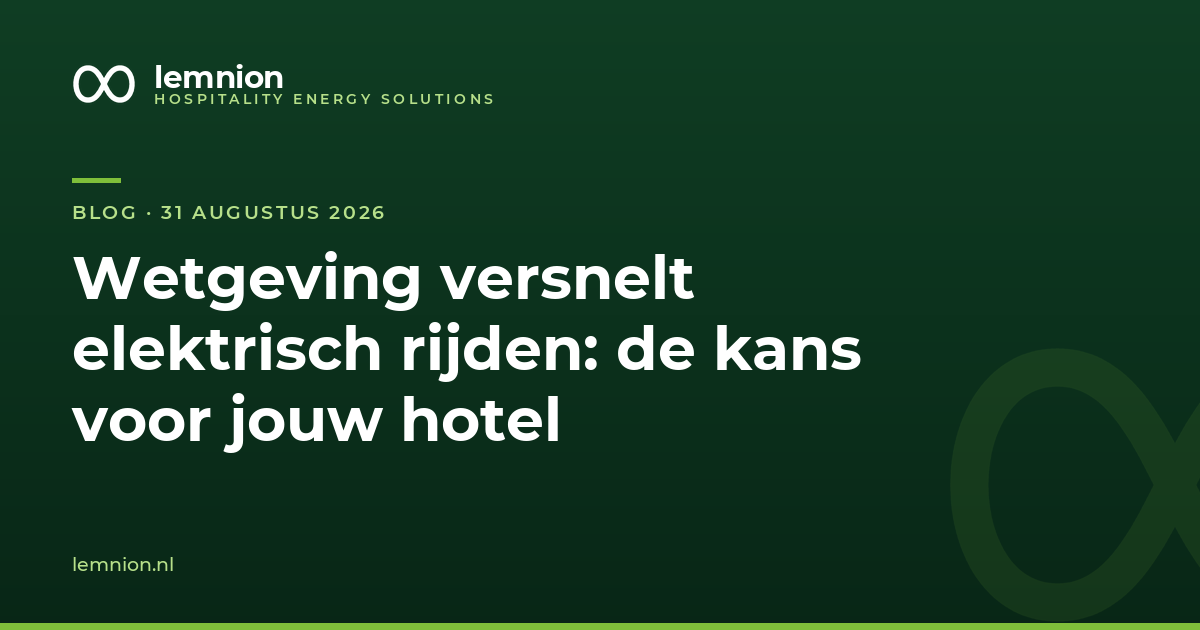 lemnion
HOSPITALITY ENERGY SOLUTIONS
BLOG · 31 AUGUSTUS 2026
Wetgeving versnelt
elektrisch rijden: de kans
voor jouw hotel
lemnion.nl